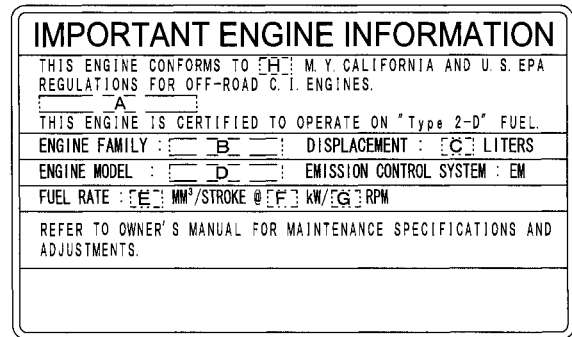 IMPORTANT ENGINE INFORMATION
THIS ENGINE CONFORMS TO H M.Y. CALIFORNIA AND U.S. EPA
REGULATIONS FOR OFF-ROAD C.I. ENGINES.
A
THIS ENGINE IS CERTIFIED TO OPERATE ON "Type 2-D" FUEL.
ENGINE FAMILY : B DISPLACEMENT : C LITERS
ENGINE MODEL : D EMISSION CONTROL SYSTEM : EM
FUEL RATE : E MM³/STROKE @ F kW/ G RPM
REFER TO OWNER'S MANUAL FOR MAINTENANCE SPECIFICATIONS AND
ADJUSTMENTS.